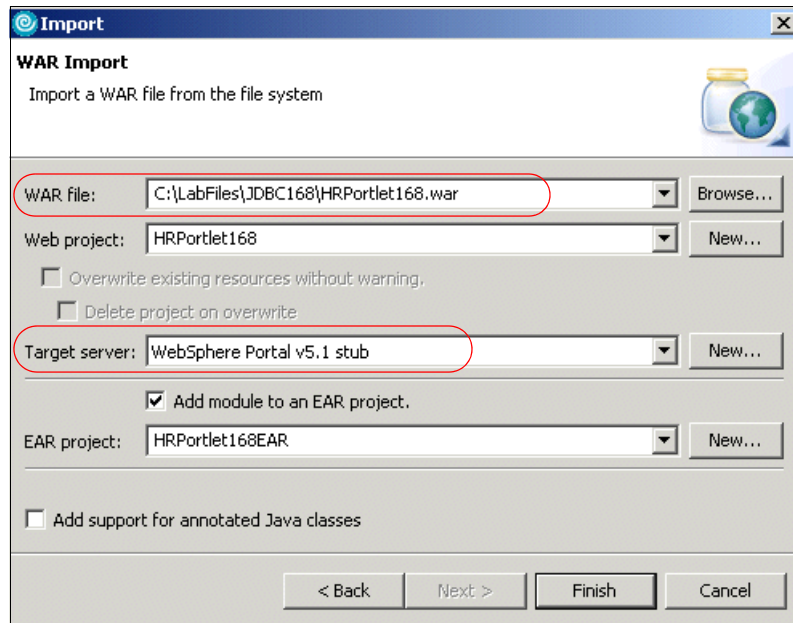 Import
WAR Import
Import a WAR file from the file system
WAR file: C:\LabFiles\JDBC168\HRPortlet168.war Browse...
Web project: HRPortlet168 New...
Overwrite existing resources without warning.
Delete project on overwrite
Target server: WebSphere Portal v5.1 stub New...
Add module to an EAR project.
EAR project: HRPortlet168EAR New...
Add support for annotated Java classes
< Back Next > Finish Cancel